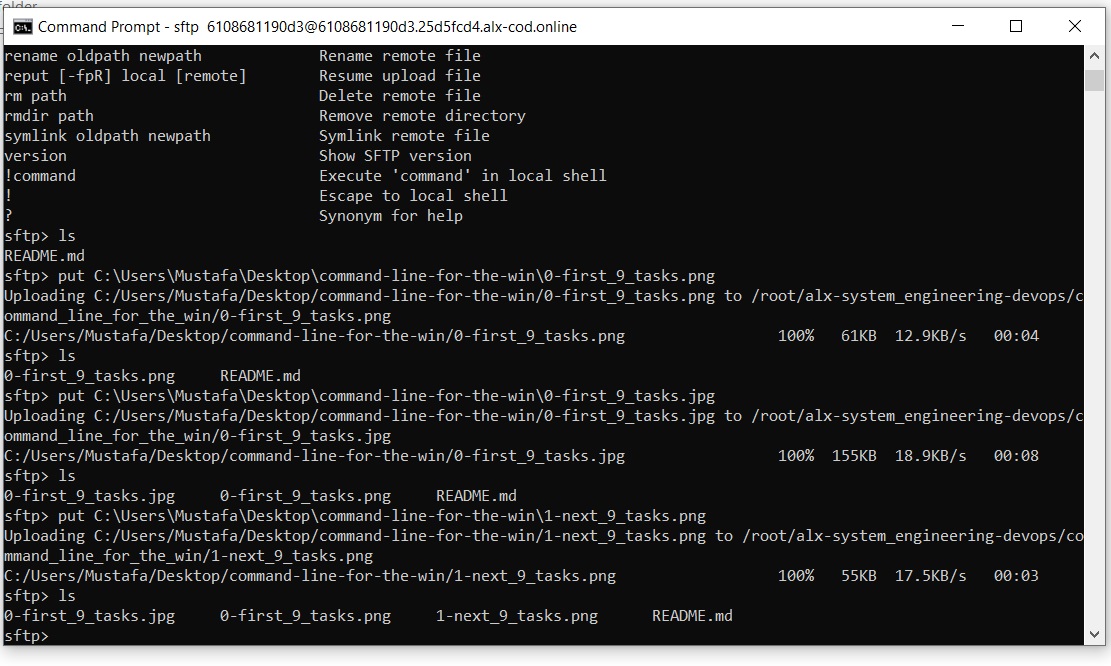 Command Prompt - sftp  6108681190d3@6108681190d3.25d5fcd4.alx-cod.online
rename oldpath newpath             Rename remote file
reput [-fpR] local [remote]        Resume upload file
rm path                            Delete remote file
rmdir path                         Remove remote directory
symlink oldpath newpath            Symlink remote file
version                            Show SFTP version
!command                           Execute 'command' in local shell
!                                  Escape to local shell
?                                  Synonym for help
sftp> ls
README.md
sftp> put C:\Users\Mustafa\Desktop\command-line-for-the-win\0-first_9_tasks.png
Uploading C:/Users/Mustafa/Desktop/command-line-for-the-win/0-first_9_tasks.png to /root/alx-system_engineering-devops/c
ommand_line_for_the_win/0-first_9_tasks.png
C:/Users/Mustafa/Desktop/command-line-for-the-win/0-first_9_tasks.png                 100%   61KB  12.9KB/s   00:04
sftp> ls
0-first_9_tasks.png     README.md
sftp> put C:\Users\Mustafa\Desktop\command-line-for-the-win\0-first_9_tasks.jpg
Uploading C:/Users/Mustafa/Desktop/command-line-for-the-win/0-first_9_tasks.jpg to /root/alx-system_engineering-devops/c
ommand_line_for_the_win/0-first_9_tasks.jpg
C:/Users/Mustafa/Desktop/command-line-for-the-win/0-first_9_tasks.jpg                 100%  155KB  18.9KB/s   00:08
sftp> ls
0-first_9_tasks.jpg     0-first_9_tasks.png     README.md
sftp> put C:\Users\Mustafa\Desktop\command-line-for-the-win\1-next_9_tasks.png
Uploading C:/Users/Mustafa/Desktop/command-line-for-the-win/1-next_9_tasks.png to /root/alx-system_engineering-devops/co
mmand_line_for_the_win/1-next_9_tasks.png
C:/Users/Mustafa/Desktop/command-line-for-the-win/1-next_9_tasks.png                  100%   55KB  17.5KB/s   00:03
sftp> ls
0-first_9_tasks.jpg     0-first_9_tasks.png     1-next_9_tasks.png      README.md
sftp>